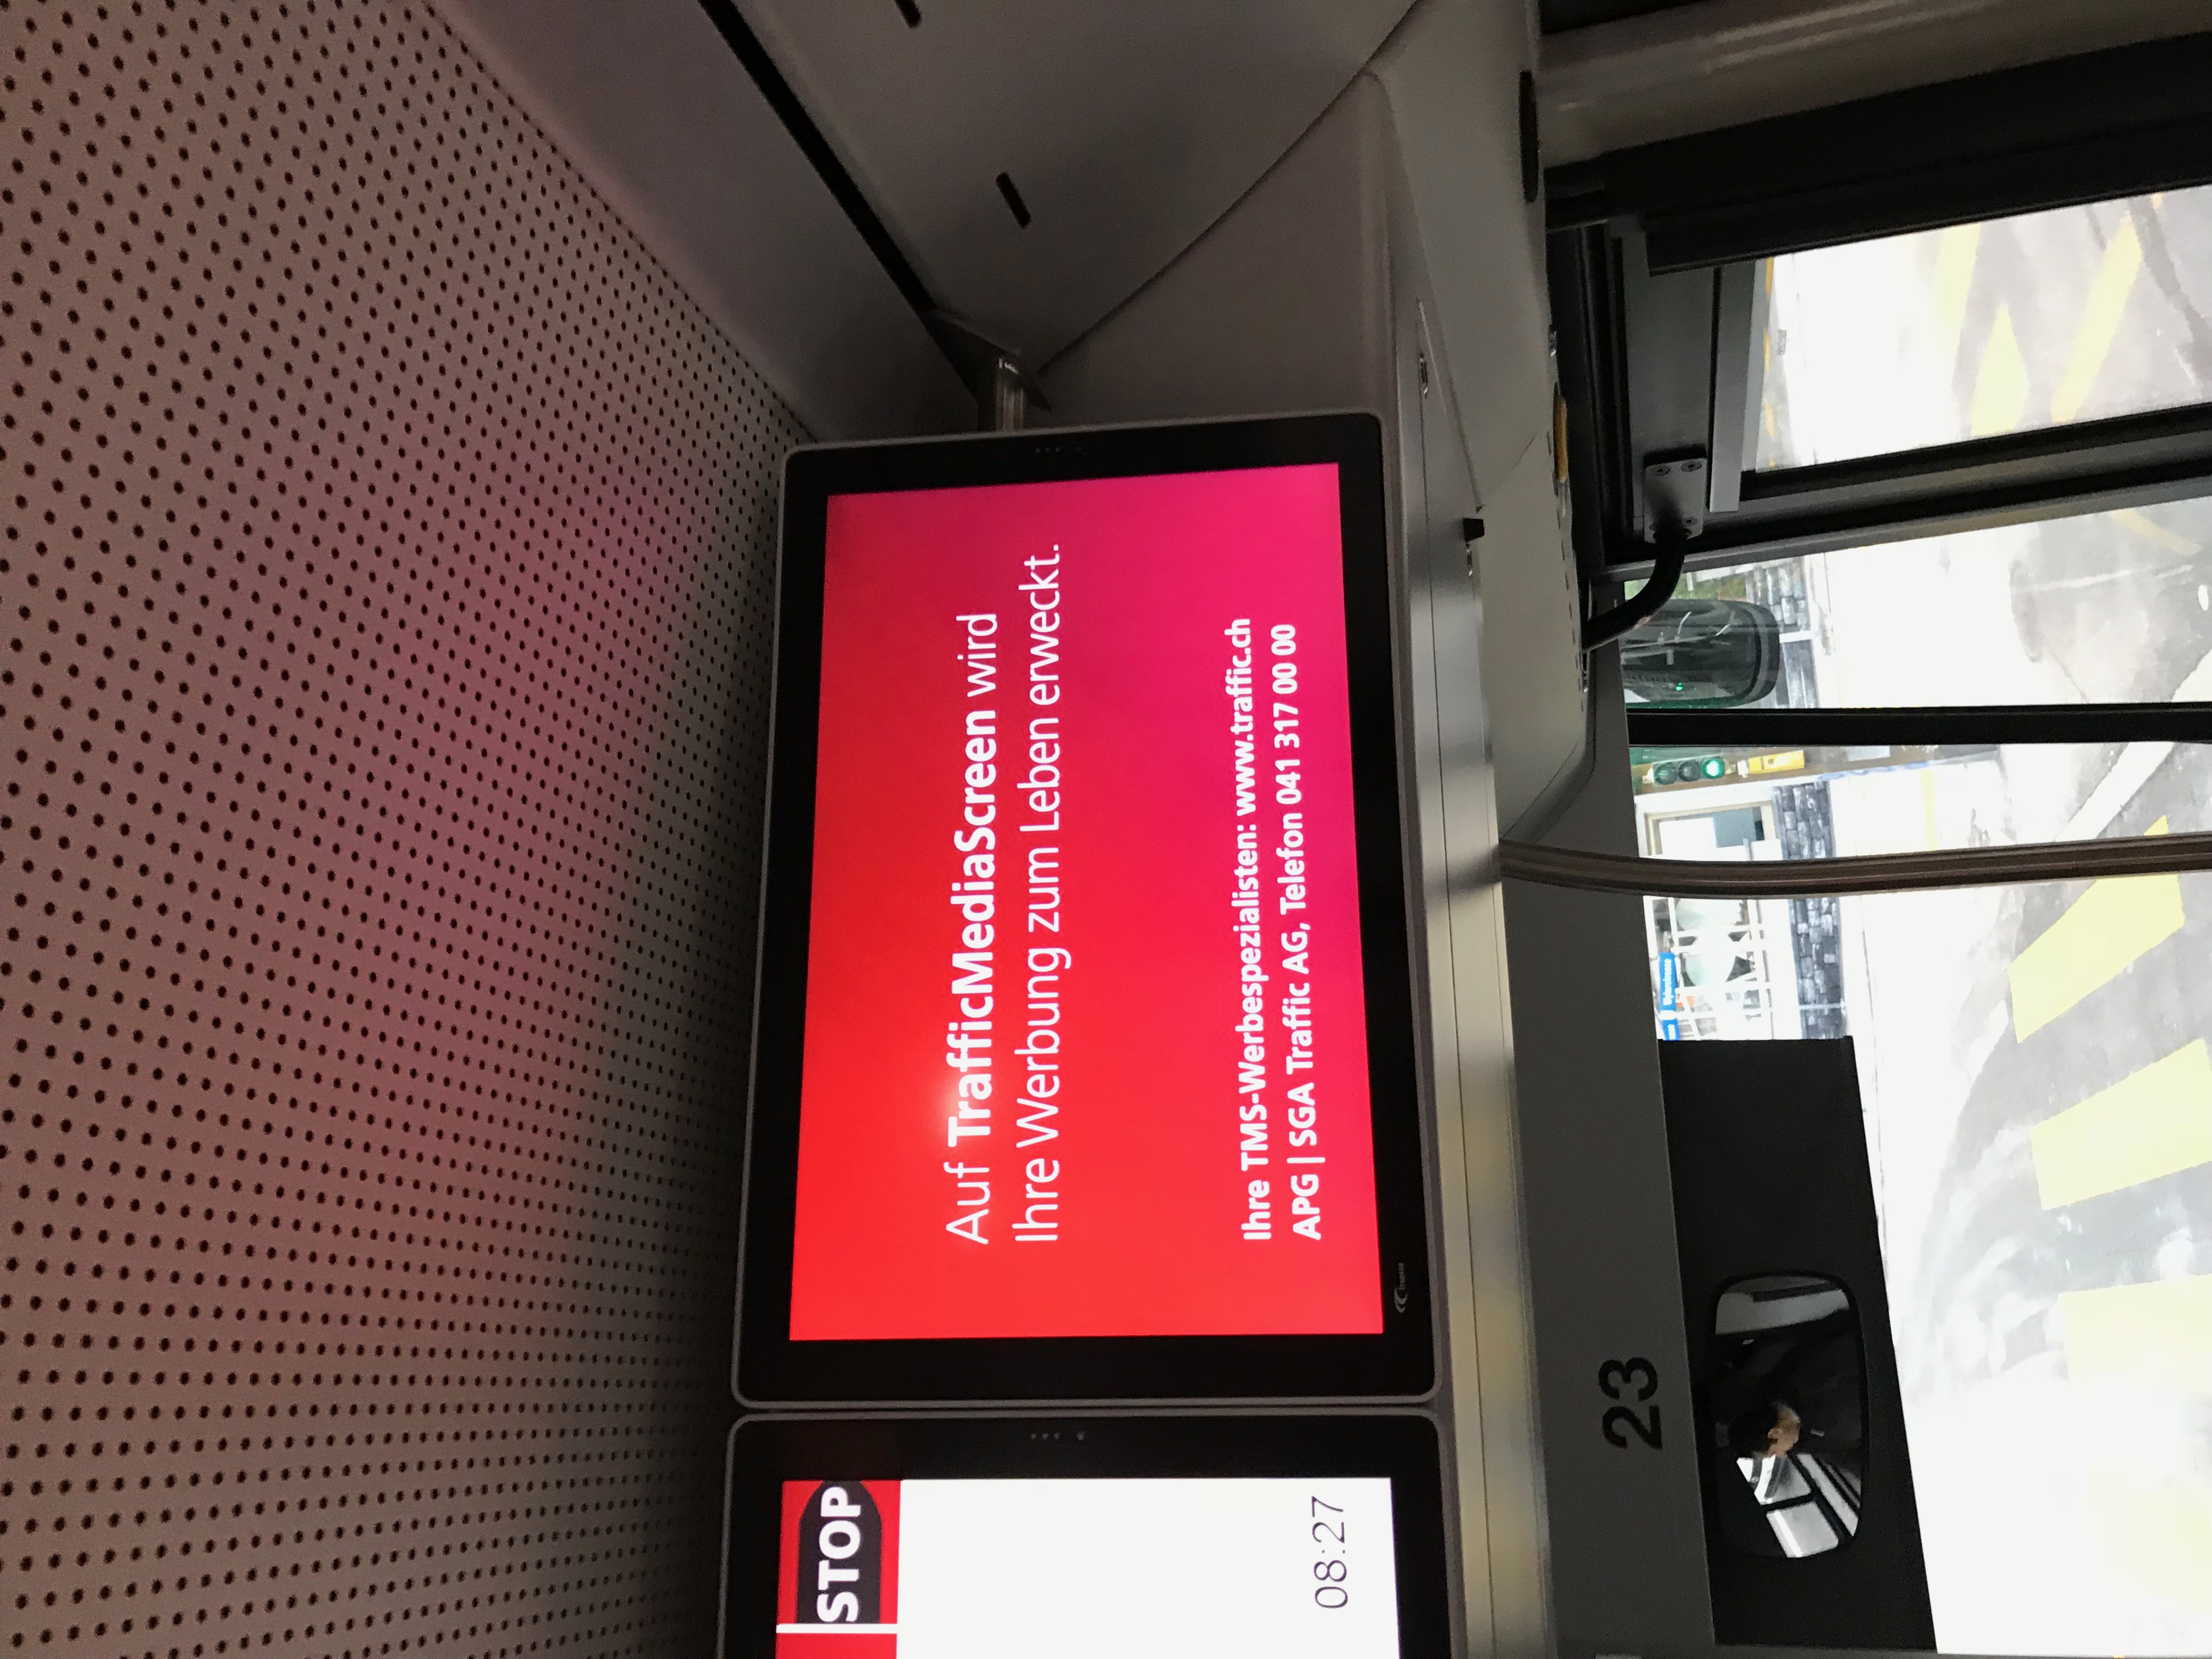 STOP
Auf TrafficMediaScreen wird
Ihre Werbung zum Leben erweckt.
Ihre TMS-Werbespezialisten: www.traffic.ch
APG | SGA Traffic AG, Telefon 041 317 00 00
08:27
23